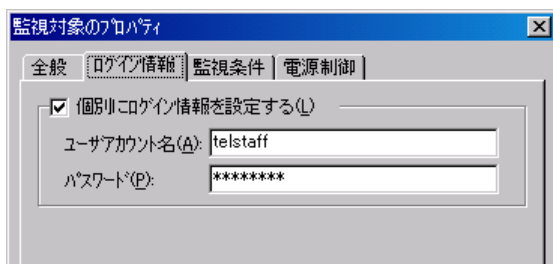 監視対象のﾌﾟﾛﾊﾟﾃｨ
全般 ﾛｸﾞｲﾝ情報 監視条件 電源制御
個別にﾛｸﾞｲﾝ情報を設定する(L)
ﾕｰｻﾞｱｶｳﾝﾄ名(A): telstaff
ﾊﾟｽﾜｰﾄﾞ(P): ********